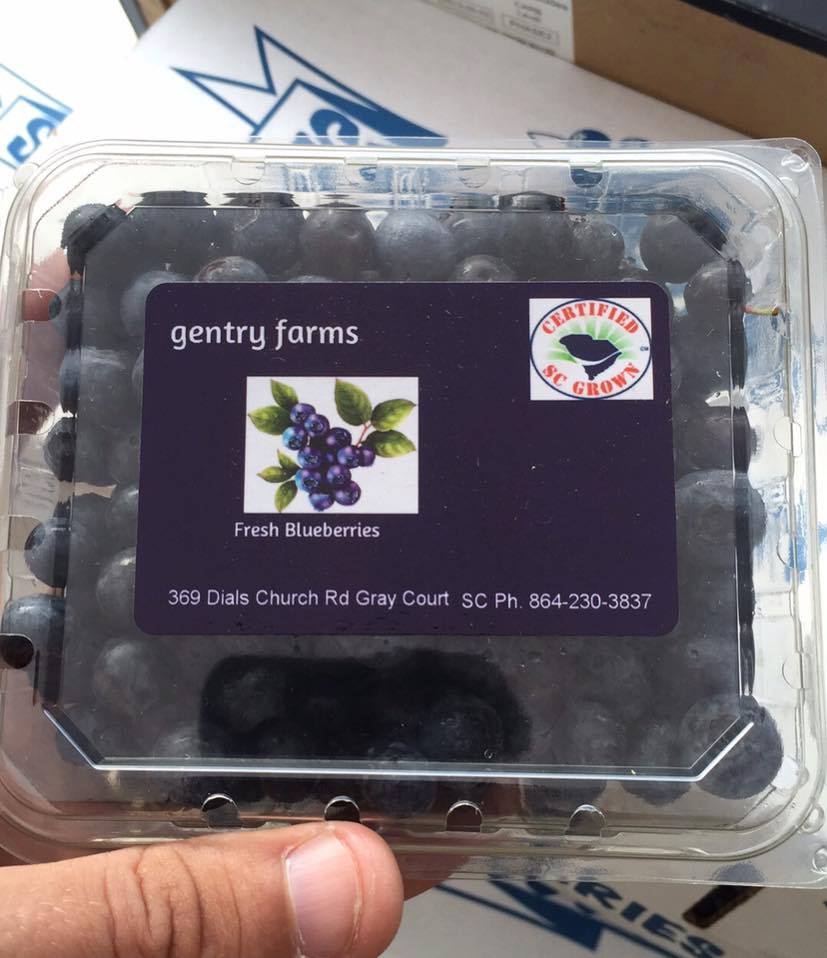 gentry farms
CERTIFIED
SC GROWN
Fresh Blueberries
369 Dials Church Rd Gray Court SC Ph. 864-230-3837